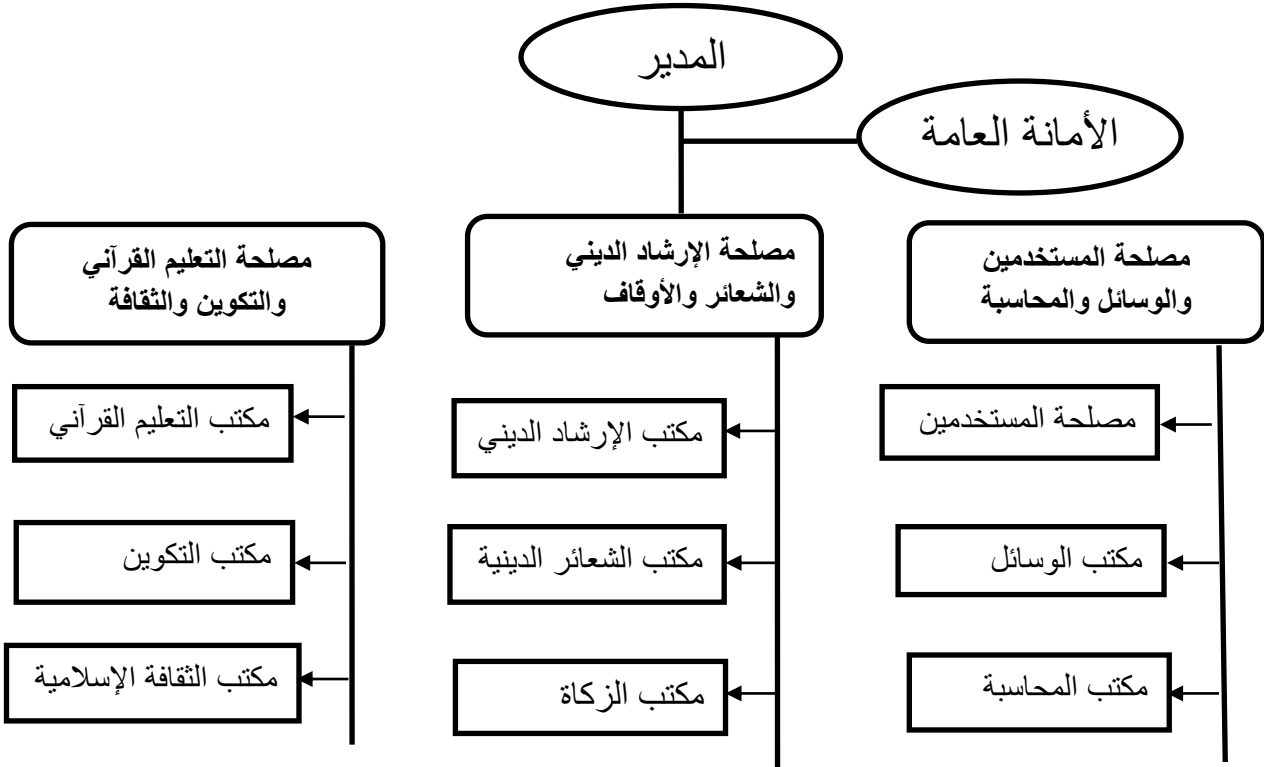 المدير
الأمانة العامة
مصلحة المستخدمين
والوسائل والمحاسبة
مصلحة الإرشاد الديني
والشعائر والأوقاف
مصلحة التعليم القرآني
والتكوين والثقافة
مصلحة المستخدمين
مكتب الوسائل
مكتب المحاسبة
مكتب الإرشاد الديني
مكتب الشعائر الدينية
مكتب الزكاة
مكتب التعليم القرآني
مكتب التكوين
مكتب الثقافة الإسلامية